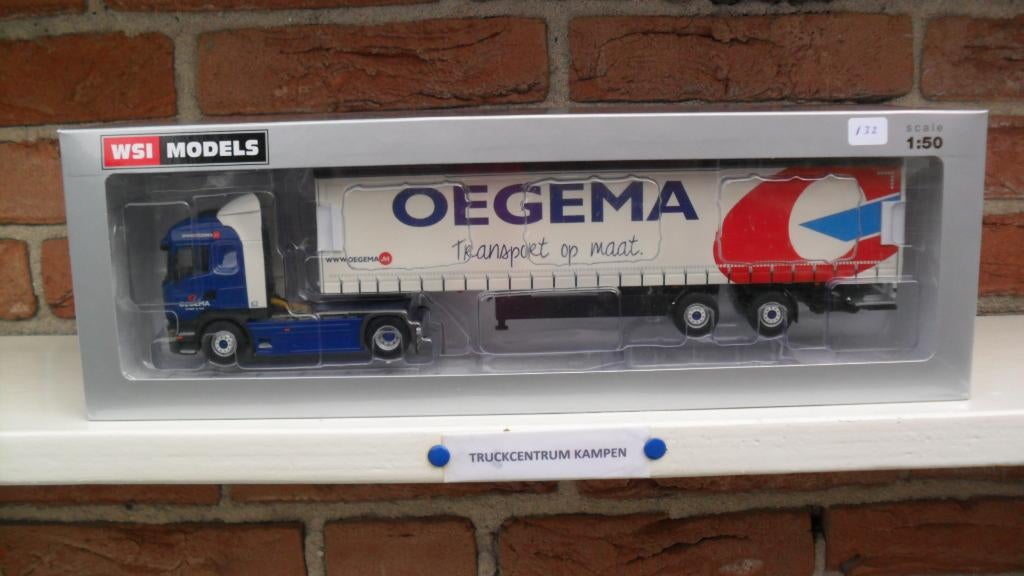 WSI MODELS
132
scale
1:50
OEGEMA
Transport op maat.
WWW.OEGEMA.nl
OEGEMA
TRUCKCENTRUM KAMPEN